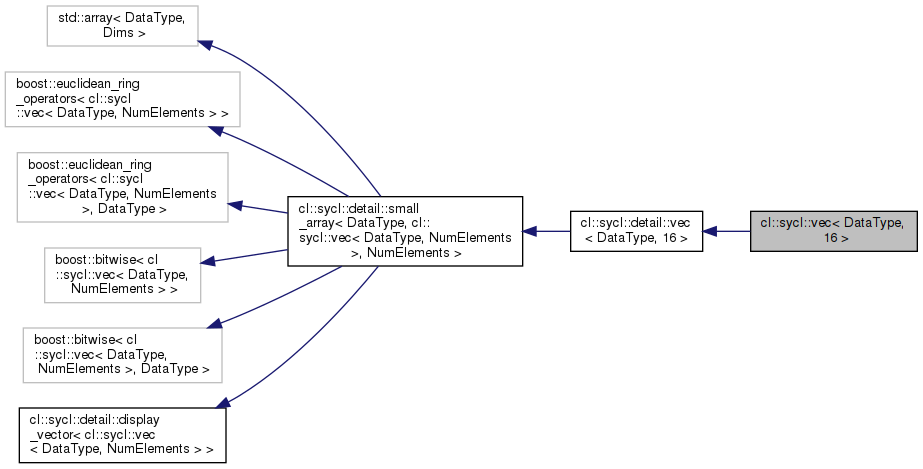 std::array< DataType,
Dims >
boost::euclidean_ring
_operators< cl::sycl
::vec< DataType, NumElements > >
boost::euclidean_ring
_operators< cl::sycl
::vec< DataType, NumElements
>, DataType >
boost::bitwise< cl
::sycl::vec< DataType,
NumElements > >
boost::bitwise< cl
::sycl::vec< DataType,
NumElements >, DataType >
cl::sycl::detail::display
_vector< cl::sycl::vec
< DataType, NumElements > >
cl::sycl::detail::small
_array< DataType, cl::
sycl::vec< DataType, NumElements
>, NumElements >
cl::sycl::detail::vec
< DataType, 16 >
cl::sycl::vec< DataType,
16 >